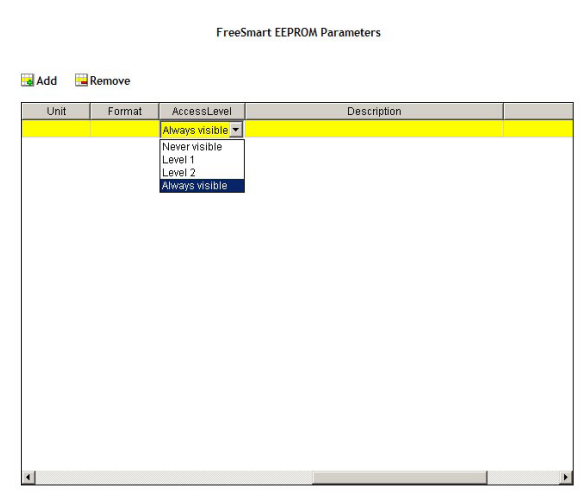 FreeSmart EEPROM Parameters
Add Remove
Unit Format AccessLevel Description
Always visible
Never visible
Level 1
Level 2
Always visible